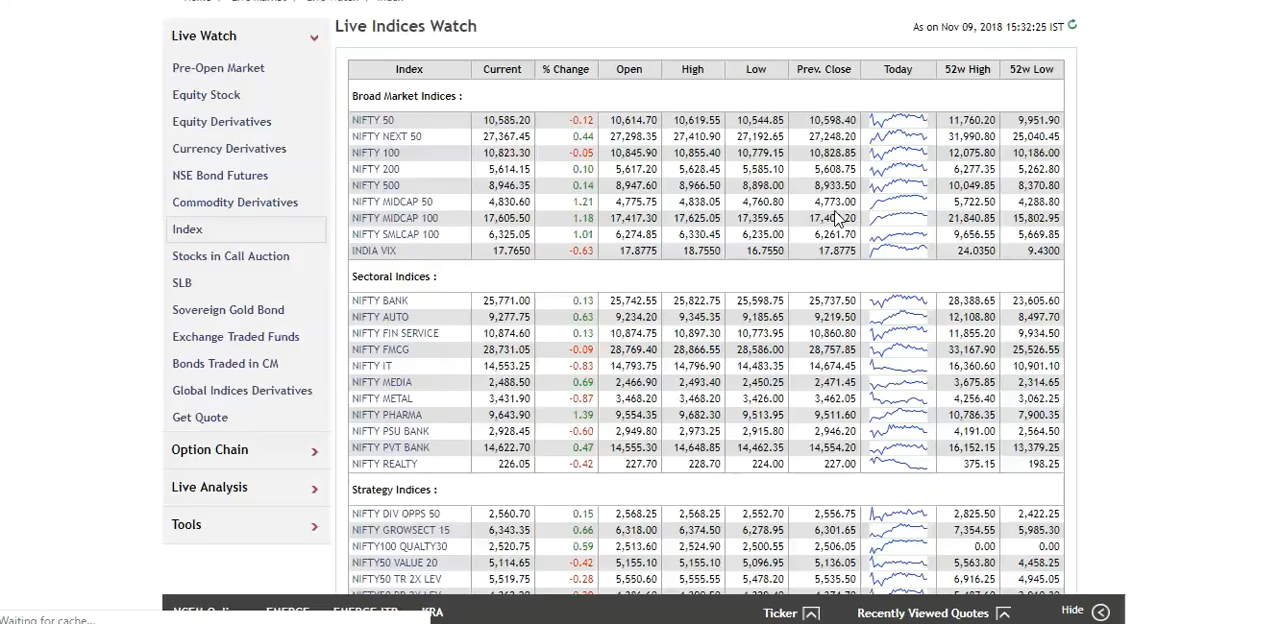 Live Indices Watch
As on Nov 09, 2018 15:32:25 IST
Live Watch
Pre-Open Market
Equity Stock
Equity Derivatives
Currency Derivatives
NSE Bond Futures
Commodity Derivatives
Index
Stocks in Call Auction
SLB
Sovereign Gold Bond
Exchange Traded Funds
Bonds Traded in CM
Global Indices Derivatives
Get Quote
Option Chain
Live Analysis
Tools
Index Current % Change Open High Low Prev. Close Today 52w High 52w Low
Broad Market Indices :
NIFTY 50 10,585.20 -0.12 10,614.70 10,619.55 10,544.85 10,598.40 11,760.20 9,951.90
NIFTY NEXT 50 27,367.45 0.44 27,298.35 27,410.90 27,192.65 27,248.20 31,990.80 25,040.45
NIFTY 100 10,823.30 -0.05 10,845.90 10,855.40 10,779.15 10,828.85 12,075.80 10,186.00
NIFTY 200 5,614.15 0.10 5,617.20 5,628.45 5,585.10 5,608.75 6,277.35 5,262.80
NIFTY 500 8,946.35 0.14 8,947.60 8,966.50 8,898.00 8,933.50 10,049.85 8,370.80
NIFTY MIDCAP 50 4,830.60 1.21 4,775.75 4,838.55 4,760.80 4,773.00 5,722.50 4,288.80
NIFTY MIDCAP 100 17,605.50 1.18 17,417.30 17,625.05 17,359.65 21,840.85 15,802.95
NIFTY SMLCAP 100 6,325.05 1.01 6,274.85 6,330.45 6,235.00 6,261.70 9,656.55 5,669.85
INDIA VIX 17.7650 -0.63 17.8775 18.7550 16.7550 17.8775 24.0350 9.4300
Sectoral Indices :
NIFTY BANK 25,771.00 0.13 25,742.55 25,822.75 25,598.75 25,737.50 28,388.65 23,605.60
NIFTY AUTO 9,277.75 0.63 9,234.20 9,345.35 9,185.65 9,219.50 12,108.80 8,497.70
NIFTY FIN SERVICE 10,874.60 0.13 10,874.75 10,897.30 10,773.95 10,860.80 11,855.20 9,934.50
NIFTY FMCG 28,731.05 -0.09 28,769.40 28,866.55 28,586.00 28,757.85 33,167.90 25,526.55
NIFTY IT 14,553.25 -0.83 14,793.75 14,796.90 14,483.35 14,674.45 16,360.60 10,901.10
NIFTY MEDIA 2,488.50 0.69 2,466.90 2,493.40 2,450.25 2,471.45 3,675.85 2,314.65
NIFTY METAL 3,431.90 -0.87 3,468.20 3,468.20 3,426.00 3,462.05 4,256.40 3,062.25
NIFTY PHARMA 9,643.90 1.39 9,554.35 9,682.30 9,513.95 9,511.60 10,786.35 7,900.35
NIFTY PSU BANK 2,928.45 -0.60 2,949.80 2,973.25 2,915.80 2,946.20 4,191.00 2,564.50
NIFTY PVT BANK 14,622.70 0.47 14,555.30 14,648.85 14,462.35 14,554.20 16,152.15 13,379.25
NIFTY REALTY 226.05 -0.42 227.70 228.70 224.00 227.00 375.15 198.25
Strategy Indices :
NIFTY DIV OPPS 50 2,560.70 0.15 2,568.25 2,568.25 2,552.70 2,556.75 2,825.50 2,422.25
NIFTY GROWSECT 15 6,343.35 0.66 6,318.00 6,374.50 6,278.95 6,301.65 7,354.55 5,985.30
NIFTY100 QUALTY30 2,520.75 0.59 2,513.60 2,524.90 2,500.55 2,506.05 0.00 0.00
NIFTY50 VALUE 20 5,114.65 -0.42 5,155.10 5,155.10 5,096.95 5,136.05 5,563.80 4,458.25
NIFTY50 TR 2X LEV 5,519.75 -0.28 5,550.60 5,555.55 5,478.20 5,535.50 6,916.25 4,945.05
KRA
Ticker
Recently Viewed Quotes
Hide
Waiting for cache...